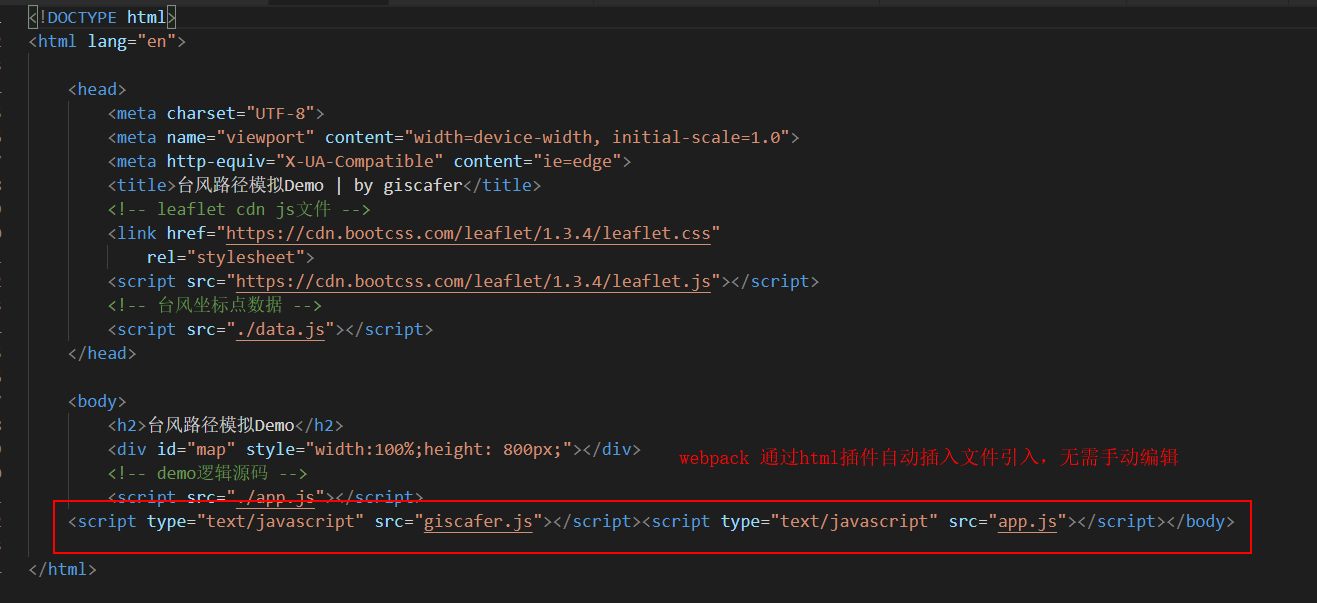 <!DOCTYPE html>
<html lang="en">
<head>
<meta charset="UTF-8">
<meta name="viewport" content="width=device-width, initial-scale=1.0">
<meta http-equiv="X-UA-Compatible" content="ie=edge">
<title>台风路径模拟Demo | by giscafer</title>
<!-- leaflet cdn js文件 -->
<link href="https://cdn.bootcss.com/leaflet/1.3.4/leaflet.css"
rel="stylesheet">
<script src="https://cdn.bootcss.com/leaflet/1.3.4/leaflet.js"></script>
<!-- 台风坐标点数据 -->
<script src="./data.js"></script>
</head>
<body>
<h2>台风路径模拟Demo</h2>
<div id="map" style="width:100%;height: 800px;"></div>
webpack 通过html插件自动插入文件引入，无需手动编辑
<!-- demo逻辑源码 -->
<script src="./app.js"></script>
<script type="text/javascript" src="giscafer.js"></script><script type="text/javascript" src="app.js"></script></body>
</html>